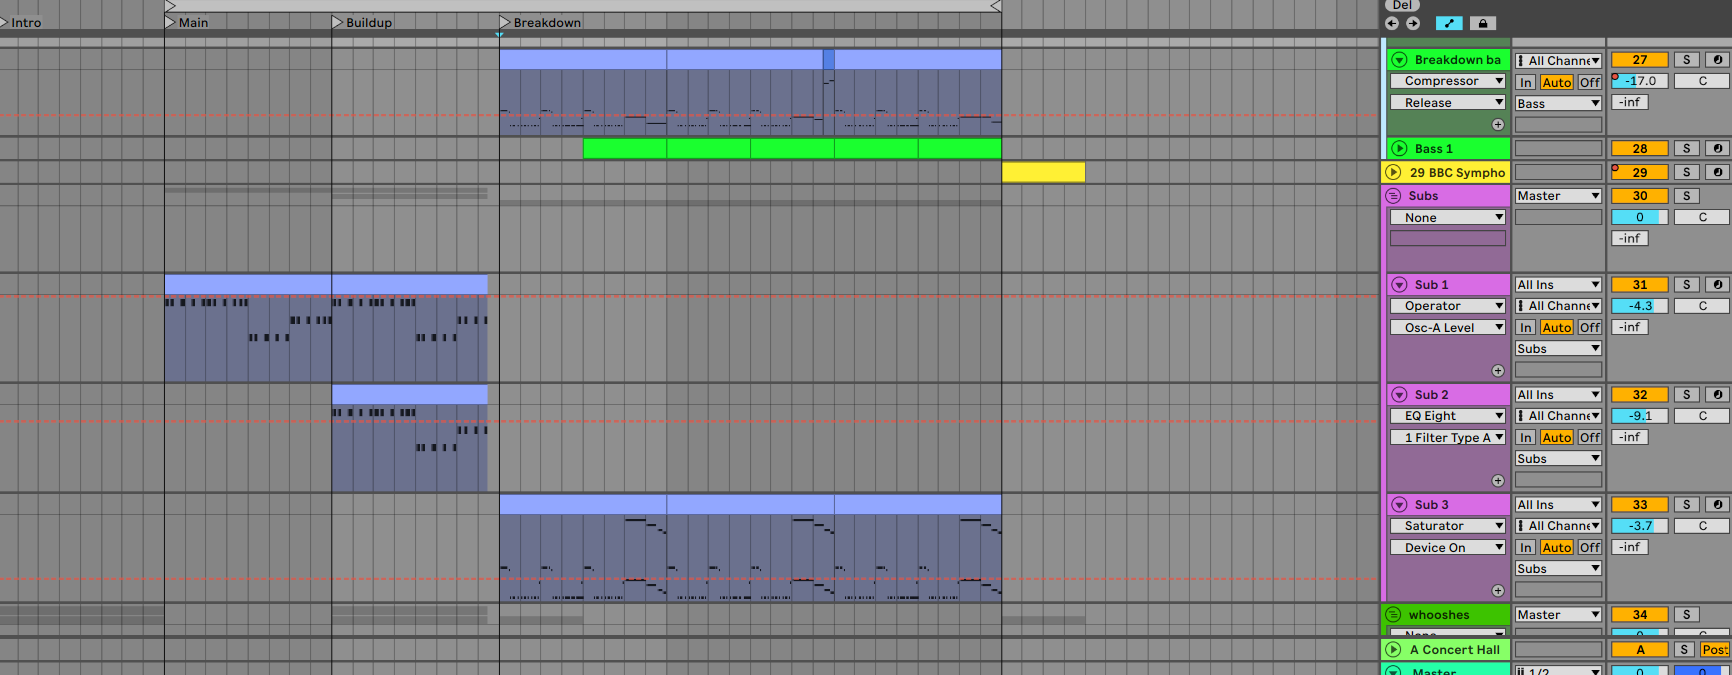 Del
Intro
Main
Buildup
Breakdown
Breakdown ba
All Channe
27
S
Compressor
In Auto Off
-17.0
C
Release
Bass
-inf
Bass 1
28
S
29 BBC Sympho
29
S
Subs
Master
30
S
None
0
C
-inf
Sub 1
All Ins
31
S
Operator
All Channe
-4.3
C
Osc-A Level
In Auto Off
-inf
Subs
Sub 2
All Ins
32
S
EQ Eight
All Channe
-9.1
C
1 Filter Type A
In Auto Off
-inf
Subs
Sub 3
All Ins
33
S
Saturator
All Channe
-3.7
C
Device On
In Auto Off
-inf
Subs
whooshes
Master
34
S
None
0
C
A Concert Hall
A
S
Post
Master
1/2
0
0